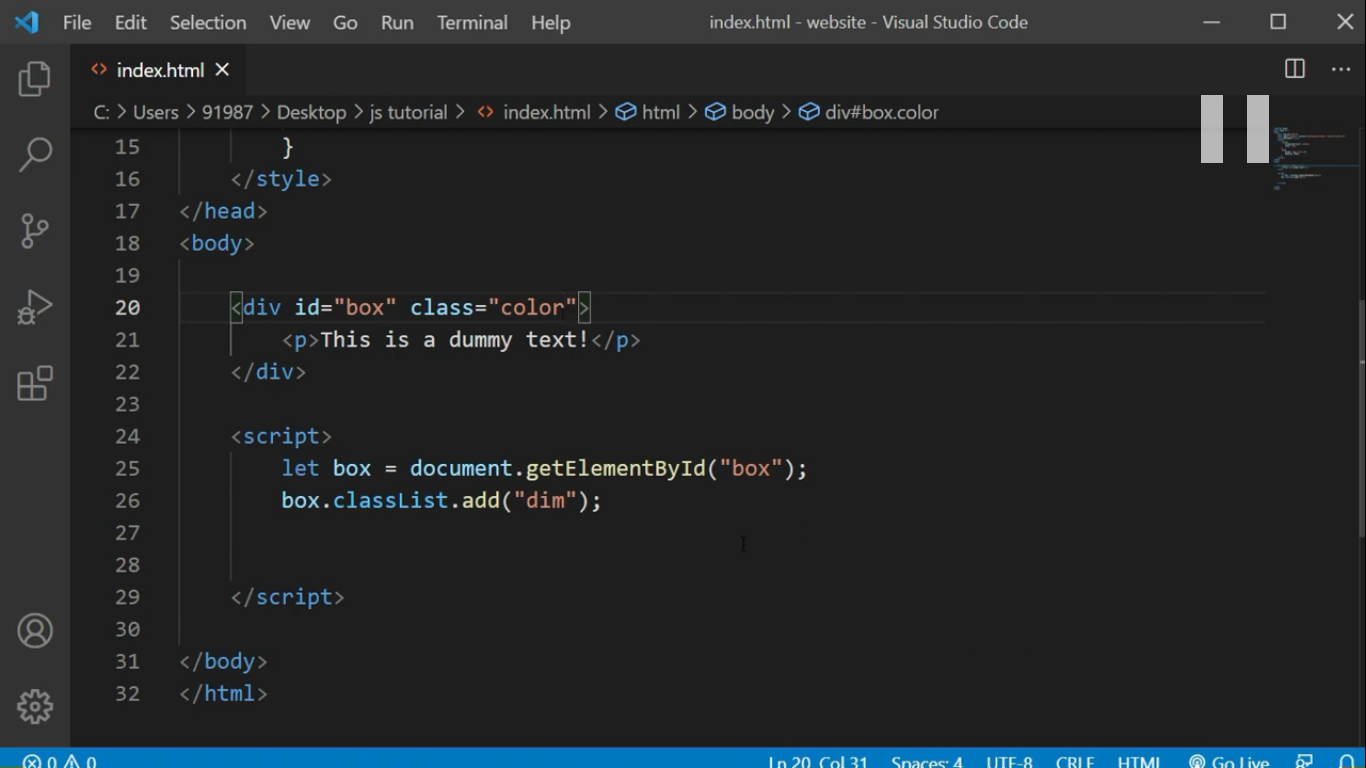 File Edit Selection View Go Run Terminal Help index.html - website - Visual Studio Code
index.html
C: > Users > 91987 > Desktop > js tutorial > index.html > html > body > div#box.color
15 }
16 </style>
17 </head>
18 <body>
19
20 <div id="box" class="color">
21 <p>This is a dummy text!</p>
22 </div>
23
24 <script>
25 let box = document.getElementById("box");
26 box.classList.add("dim");
27
28
29 </script>
30
31 </body>
32 </html>
0 0 Ln 20, Col 31 Spaces: 4 UTF-8 CRLF HTML Go Live